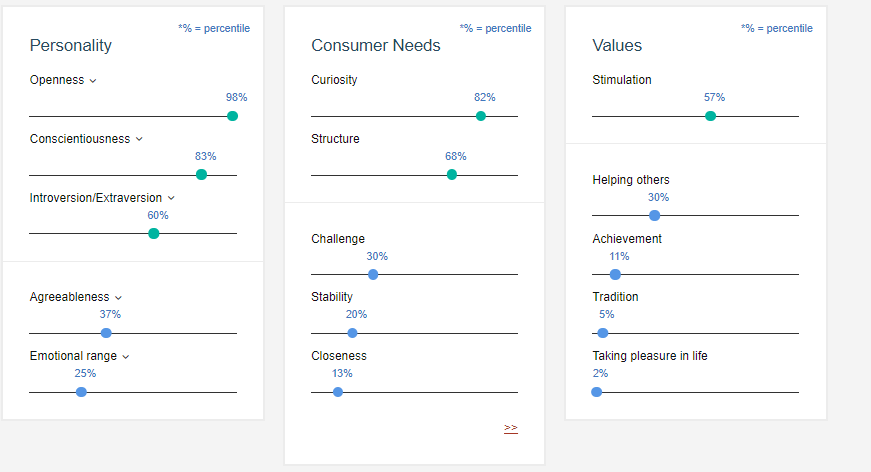 *% = percentile
Personality
Openness
98%
Conscientiousness
83%
Introversion/Extraversion
60%
Agreeableness
37%
Emotional range
25%
*% = percentile
Consumer Needs
Curiosity
82%
Structure
68%
Challenge
30%
Stability
20%
Closeness
13%
>>
*% = percentile
Values
Stimulation
57%
Helping others
30%
Achievement
11%
Tradition
5%
Taking pleasure in life
2%